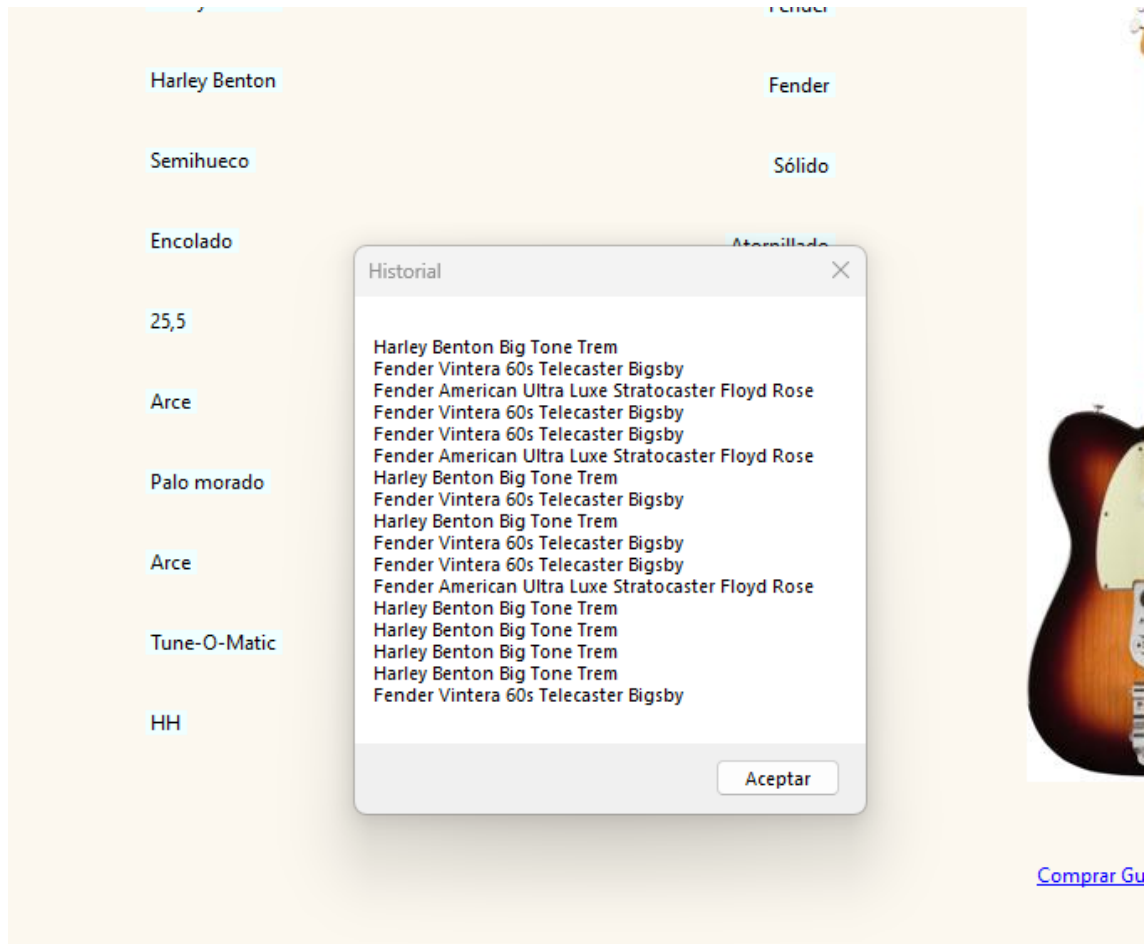 Fender
Harley Benton
Fender
Semihueco
Sólido
Encolado
Atornillado
Historial
25,5
Harley Benton Big Tone Trem
Fender Vintera 60s Telecaster Bigsby
Fender American Ultra Luxe Stratocaster Floyd Rose
Arce
Fender Vintera 60s Telecaster Bigsby
Fender Vintera 60s Telecaster Bigsby
Fender American Ultra Luxe Stratocaster Floyd Rose
Harley Benton Big Tone Trem
Palo morado
Fender Vintera 60s Telecaster Bigsby
Harley Benton Big Tone Trem
Fender Vintera 60s Telecaster Bigsby
Arce
Fender Vintera 60s Telecaster Bigsby
Fender American Ultra Luxe Stratocaster Floyd Rose
Harley Benton Big Tone Trem
Harley Benton Big Tone Trem
Tune-O-Matic
Harley Benton Big Tone Trem
Harley Benton Big Tone Trem
Fender Vintera 60s Telecaster Bigsby
HH
Aceptar
Comprar Gu